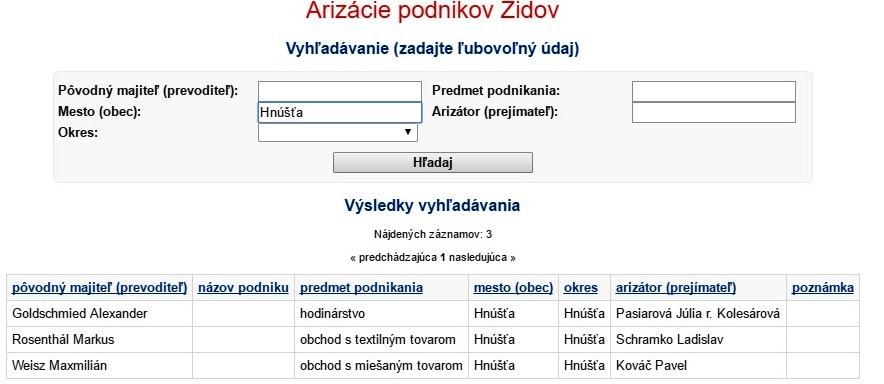 Arizácie podnikov Židov
Vyhľadávanie (zadajte ľubovoľný údaj)
Pôvodný majiteľ (prevoditeľ): Predmet podnikania:
Mesto (obec): Hnúšťa Arizátor (prejímateľ):
Okres:
Hľadaj
Výsledky vyhľadávania
Nájdených záznamov: 3
« predchádzajúca 1 nasledujúca »
pôvodný majiteľ (prevoditeľ) názov podniku predmet podnikania mesto (obec) okres arizátor (prejímateľ) poznámka
Goldschmied Alexander hodinárstvo Hnúšťa Hnúšťa Pasiarová Júlia r. Kolesárová
Rosenthál Markus obchod s textilným tovarom Hnúšťa Hnúšťa Schramko Ladislav
Weisz Maxmilián obchod s miešaným tovarom Hnúšťa Hnúšťa Kováč Pavel